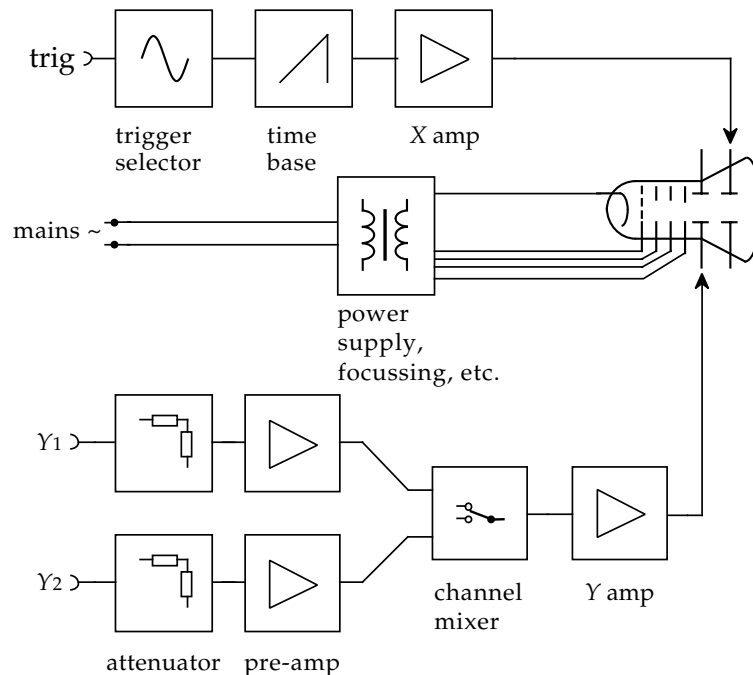 trig
trigger
selector
time
base
X amp
mains ~
power
supply,
focussing, etc.
Y1
Y2
channel
mixer
Y amp
attenuator
pre-amp